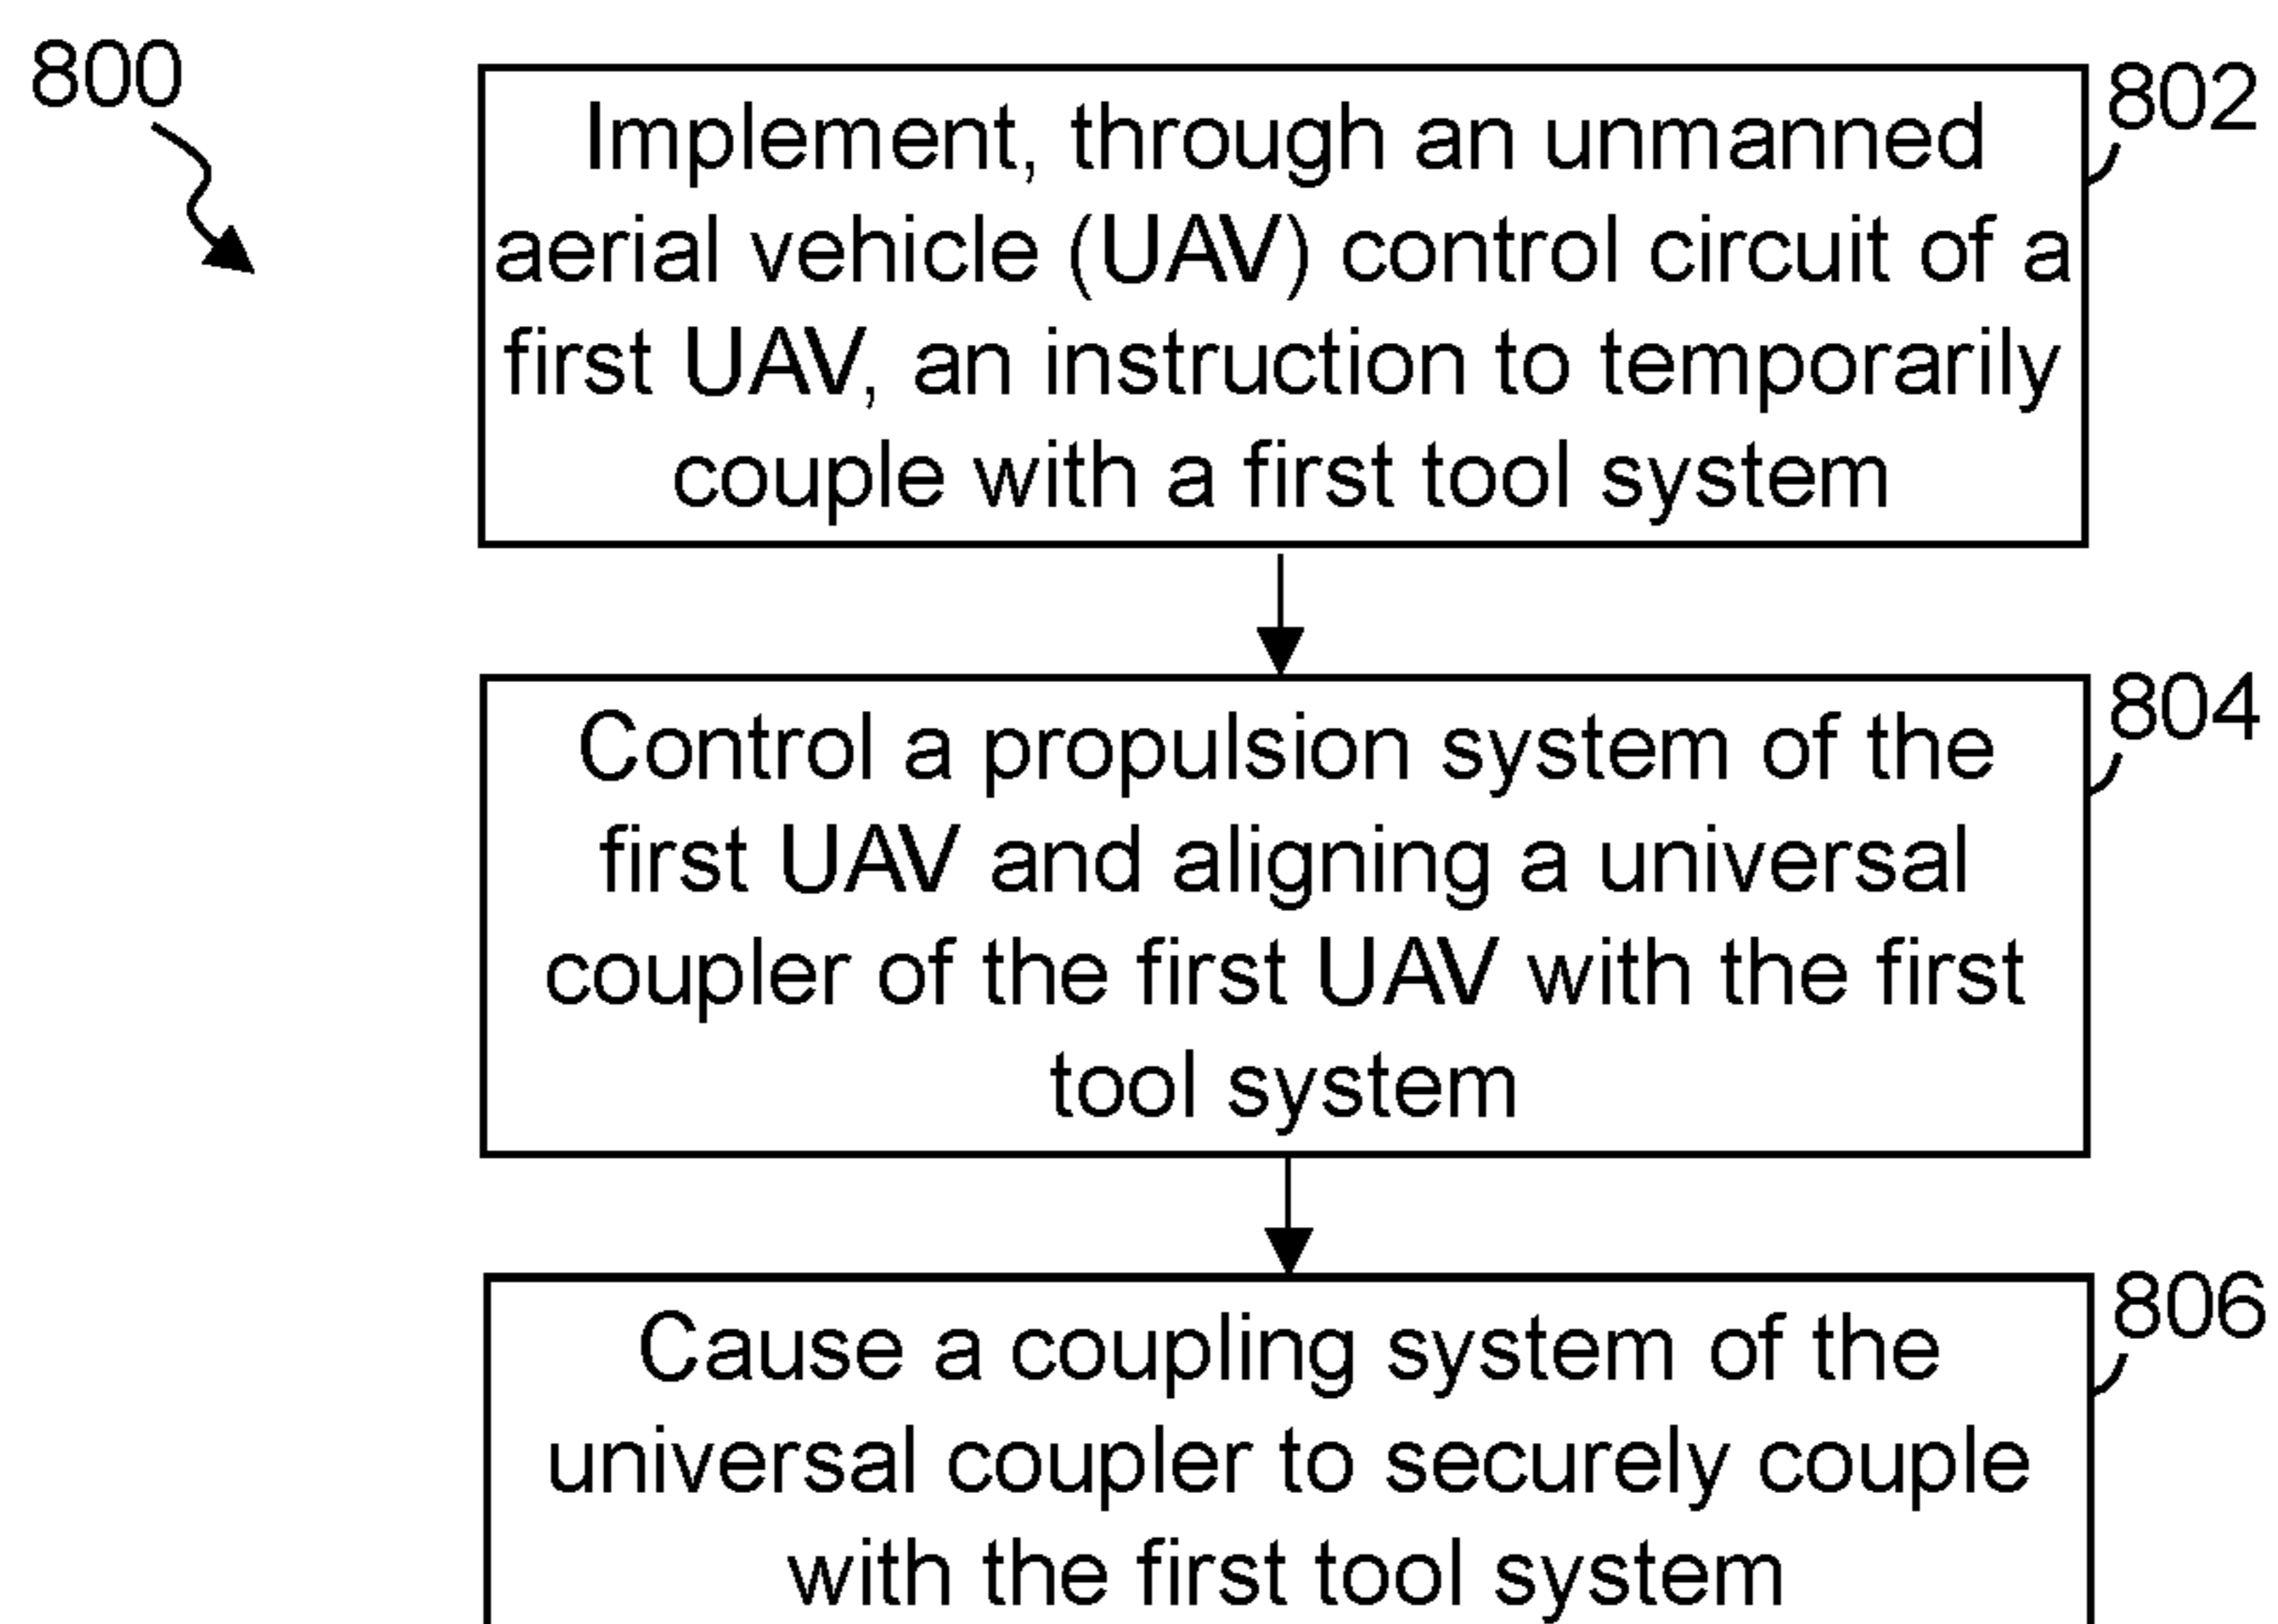 800
802
Implement, through an unmanned
aerial vehicle (UAV) control circuit of a
first UAV, an instruction to temporarily
couple with a first tool system
804
Control a propulsion system of the
first UAV and aligning a universal
coupler of the first UAV with the first
tool system
806
Cause a coupling system of the
universal coupler to securely couple
with the first tool system